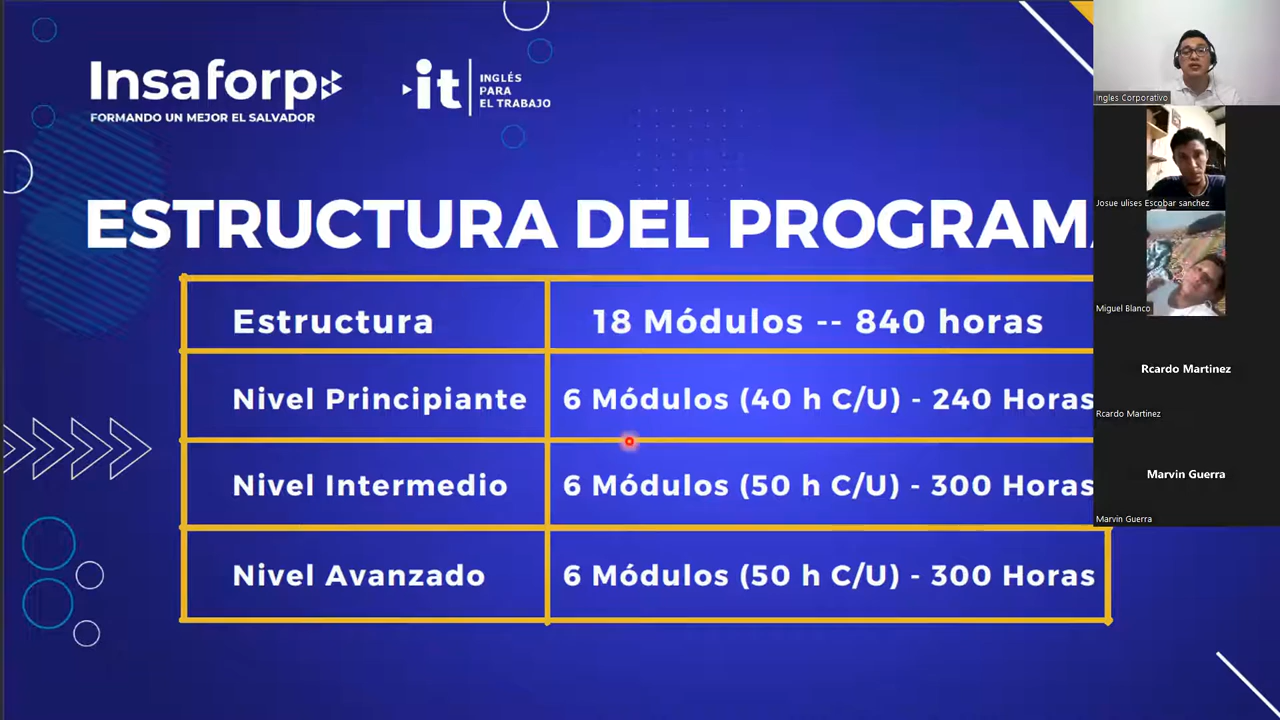 Insaforp
FORMANDO UN MEJOR EL SALVADOR
it
INGLÉS
PARA
EL TRABAJO
ESTRUCTURA DEL PROGRAMA
Estructura
18 Módulos -- 840 horas
Nivel Principiante
6 Módulos (40 h C/U) - 240 Horas
Nivel Intermedio
6 Módulos (50 h C/U) - 300 Horas
Nivel Avanzado
6 Módulos (50 h C/U) - 300 Horas
Ingles Corporativo
Josue ulises Escobar sanchez
Miguel Blanco
Rcardo Martinez
Rcardo Martinez
Marvin Guerra
Marvin Guerra